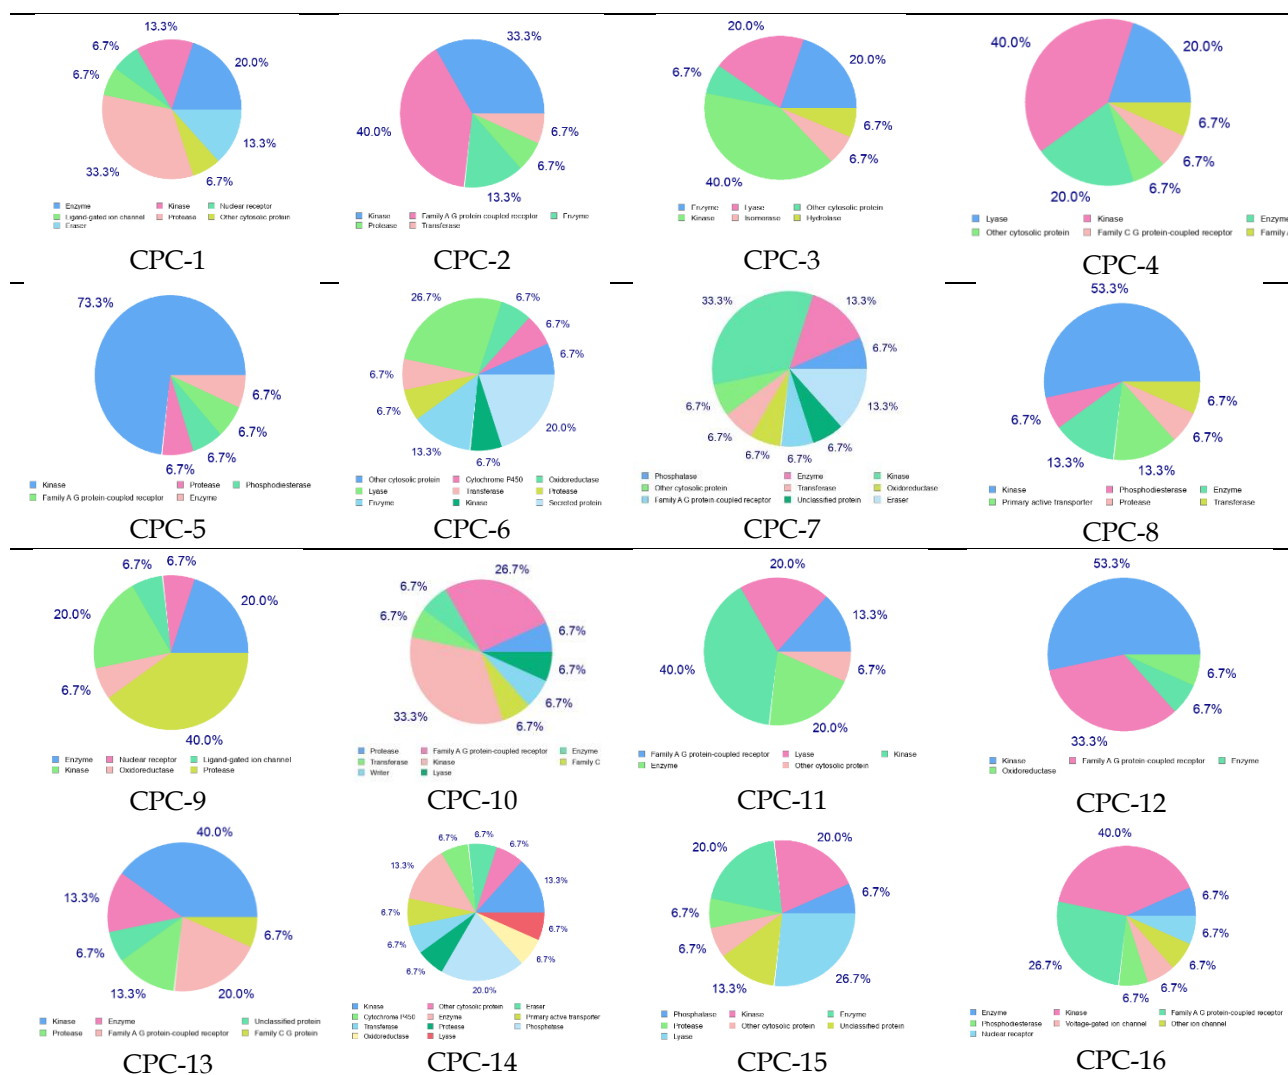 13.3%
6.7%
20.0%
6.7%
13.3%
33.3%
6.7%
Enzyme Kinase Nuclear receptor
Ligand-gated ion channel Protease Other cytosolic protein
Eraser
CPC-1
33.3%
40.0%
6.7%
6.7%
13.3%
Kinase Family A G protein coupled receptor Enzyme
Protease Transferase
CPC-2
20.0%
20.0%
6.7%
6.7%
6.7%
40.0%
Enzyme Lyase Other cytosolic protein
Kinase Isomerase Hydrolase
CPC-3
40.0%
20.0%
6.7%
6.7%
20.0%
6.7%
Lyase Kinase Enzyme
Other cytosolic protein Family C G protein-coupled receptor Family A
CPC-4
73.3%
6.7%
6.7%
6.7%
6.7%
Kinase Protease Phosphodiesterase
Family A G protein-coupled receptor Enzyme
CPC-5
26.7%
6.7%
6.7%
6.7%
6.7%
6.7%
20.0%
13.3%
6.7%
Other cytosolic protein Cytochrome P450 Oxidoreductase
Lyase Transferase Protease
Enzyme Kinase Secreted protein
CPC-6
33.3%
13.3%
6.7%
6.7%
13.3%
6.7%
6.7%
6.7%
6.7%
Phosphatase Enzyme Kinase
Other cytosolic protein Transferase Oxidoreductase
Family A G protein-coupled receptor Unclassified protein Eraser
CPC-7
53.3%
6.7%
6.7%
6.7%
13.3%
13.3%
Kinase Phosphodiesterase Enzyme
Primary active transporter Protease Transferase
CPC-8
6.7%
6.7%
20.0%
20.0%
6.7%
40.0%
Enzyme Nuclear receptor Ligand-gated ion channel
Kinase Oxidoreductase Protease
CPC-9
26.7%
6.7%
6.7%
6.7%
6.7%
6.7%
33.3%
6.7%
Protease Family A G protein-coupled receptor Enzyme
Transferase Kinase Family C
Writer Lyase
CPC-10
20.0%
13.3%
40.0%
6.7%
20.0%
Family A G protein-coupled receptor Lyase Kinase
Enzyme Other cytosolic protein
CPC-11
53.3%
6.7%
6.7%
33.3%
Kinase Family A G protein-coupled receptor Enzyme
Oxidoreductase
CPC-12
40.0%
13.3%
6.7%
6.7%
13.3%
20.0%
Kinase Enzyme Unclassified protein
Protease Family A G protein-coupled receptor Family C G protein
CPC-13
6.7%
6.7%
6.7%
13.3%
13.3%
6.7%
6.7%
6.7%
6.7%
6.7%
20.0%
Kinase Other cytosolic protein Eraser
Cytochrome P450 Enzyme Primary active transporter
Transferase Protease Phosphatase
Oxidoreductase Lyase
CPC-14
20.0%
20.0%
6.7%
6.7%
6.7%
13.3%
26.7%
Phosphatase Kinase Enzyme
Protease Other cytosolic protein Unclassified protein
Lyase
CPC-15
40.0%
6.7%
6.7%
26.7%
6.7%
6.7%
6.7%
Enzyme Kinase Family A G protein-coupled receptor
Phosphodiesterase Voltage-gated ion channel Other ion channel
Nuclear receptor
CPC-16